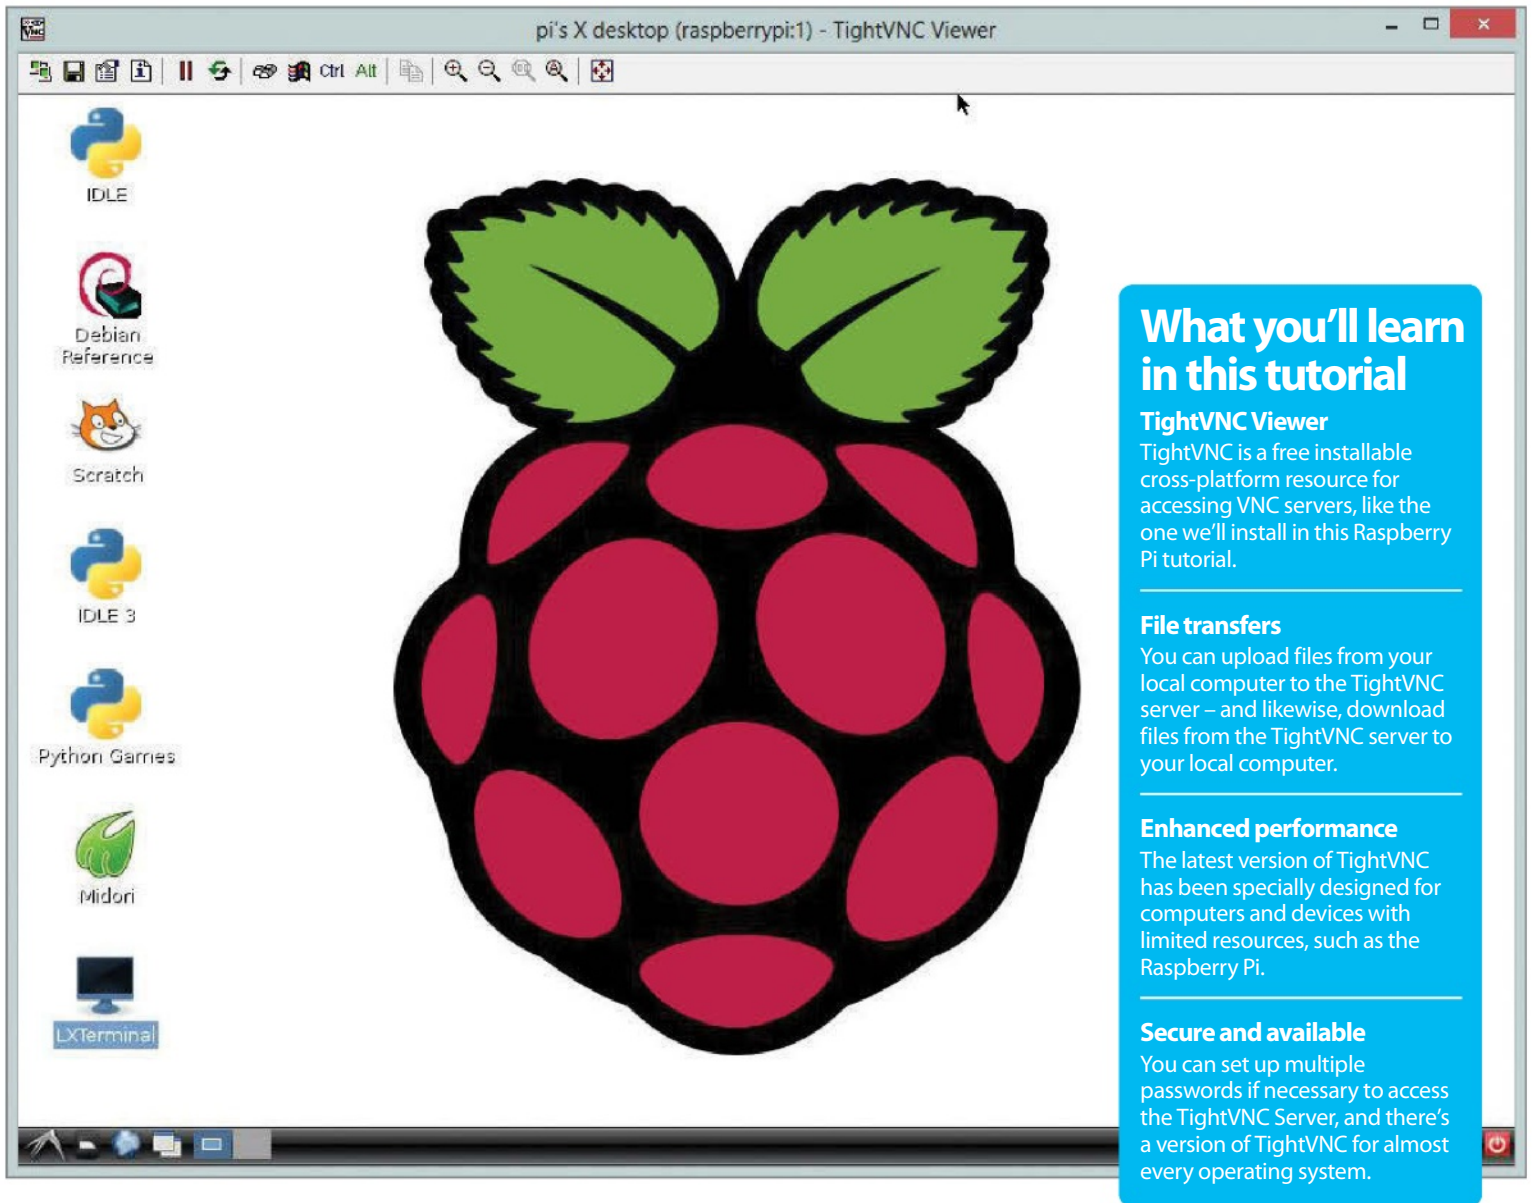 pi's X desktop (raspberrypi:1) - TightVNC Viewer
Ctrl Alt
IDLE
Debian
Reference
Scratch
IDLE 3
Python Games
Midori
LXTerminal
What you’ll learn
in this tutorial
TightVNC Viewer
TightVNC is a free installable
cross-platform resource for
accessing VNC servers, like the
one we’ll install in this Raspberry
Pi tutorial.
File transfers
You can upload files from your
local computer to the TightVNC
server – and likewise, download
files from the TightVNC server to
your local computer.
Enhanced performance
The latest version of TightVNC
has been specially designed for
computers and devices with
limited resources, such as the
Raspberry Pi.
Secure and available
You can set up multiple
passwords if necessary to access
the TightVNC Server, and there’s
a version of TightVNC for almost
every operating system.